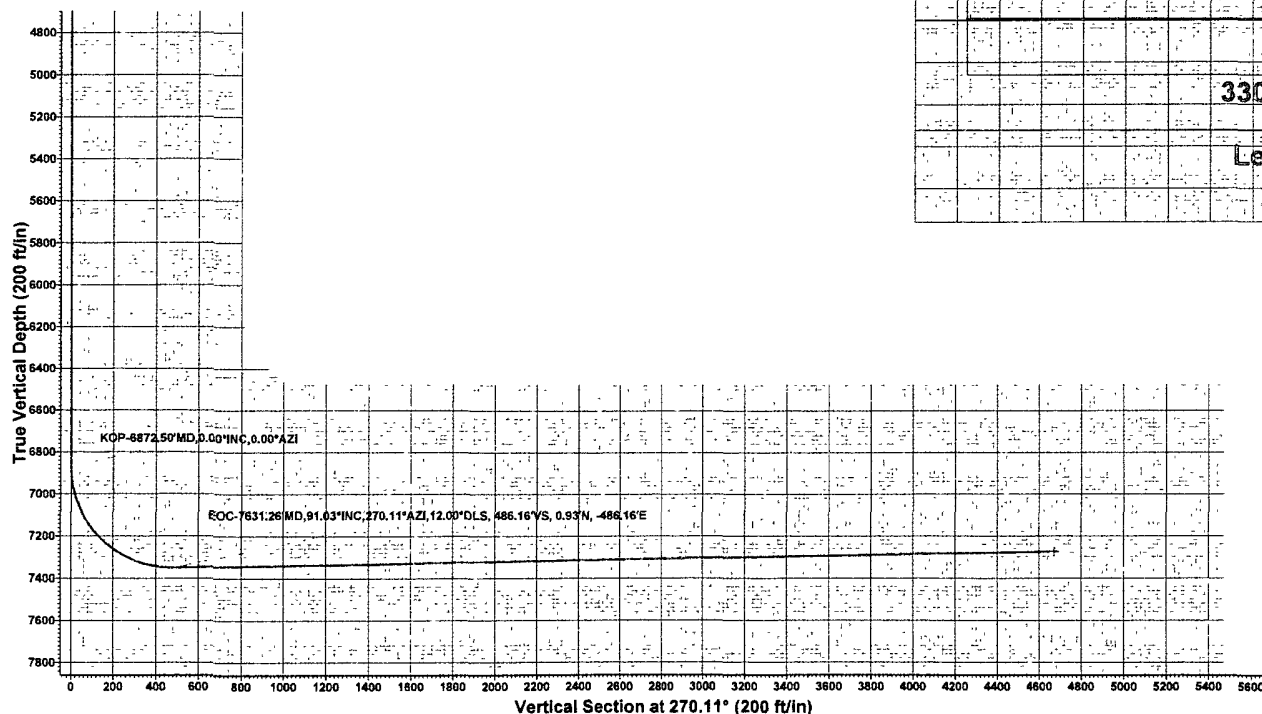 330
Le
True Vertical Depth (200 ft/in)
4800
5000
5200
5400
5600
5800
6000
6200
6400
6600
6800
7000
7200
7400
7600
7800
KOP-6872.50'MD,0.00°INC,0.00°AZI
EOC-7631.26'MD,91.03°INC,270.11°AZI,12.00°DLS, 486.16'VS, 0.93'N, -486.16'E
0 200 400 600 800 1000 1200 1400 1600 1800 2000 2200 2400 2600 2800 3000 3200 3400 3600 3800 4000 4200 4400 4600 4800 5000 5200 5400 5600
Vertical Section at 270.11° (200 ft/in)